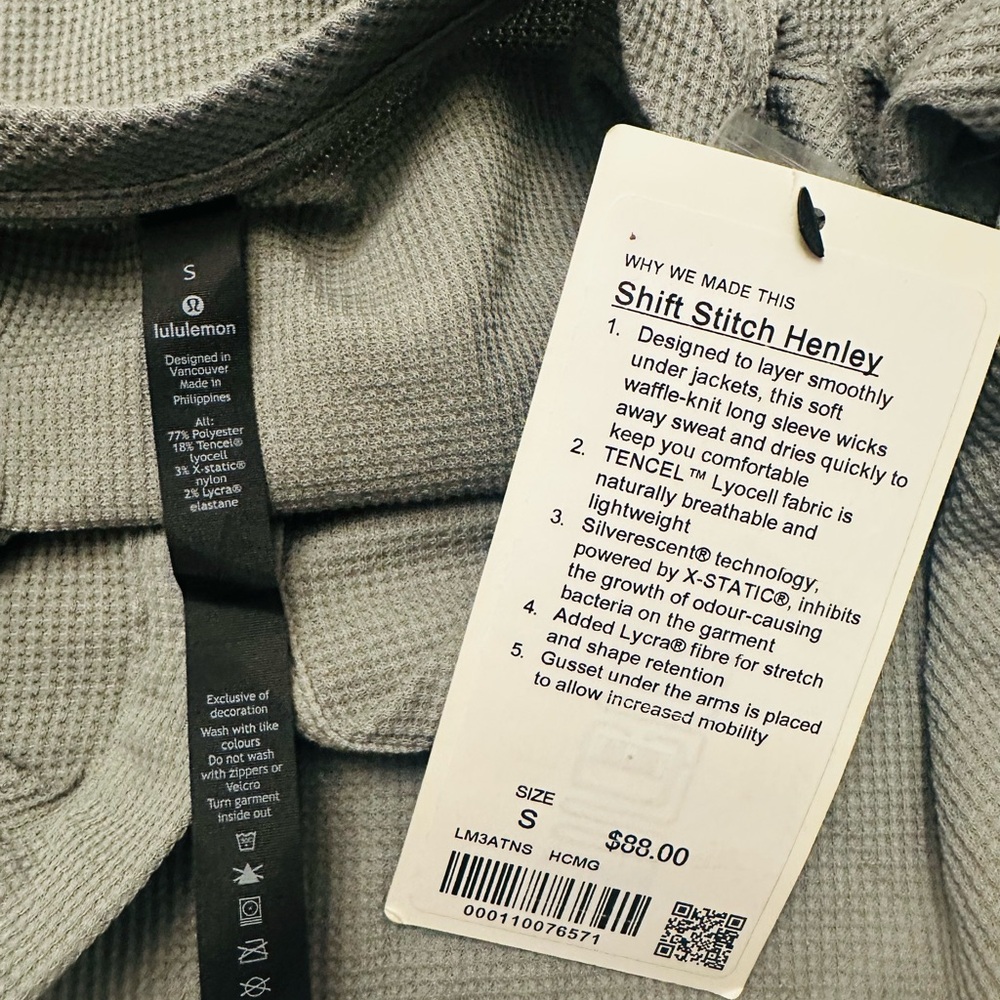 S
lululemon
Designed in
Vancouver
Made in
Philippines
All:
77% Polyester
18% Tencel®
lyocell
3% X-static®
nylon
2% Lycra®
elastane
Exclusive of
decoration
Wash with like
colours
Do not wash
with zippers or
Velcro
Turn garment
inside out
WHY WE MADE THIS
Shift Stitch Henley
1. Designed to layer smoothly
under jackets, this soft
waffle-knit long sleeve wicks
away sweat and dries quickly to
keep you comfortable
2. TENCEL™ Lyocell fabric is
naturally breathable and
lightweight
3. Silverescent® technology,
powered by X-STATIC®, inhibits
the growth of odour-causing
bacteria on the garment
4. Added Lycra® fibre for stretch
and shape retention
5. Gusset under the arms is placed
to allow increased mobility
SIZE
S
$88.00
LM3ATNS HCMG
000110076571